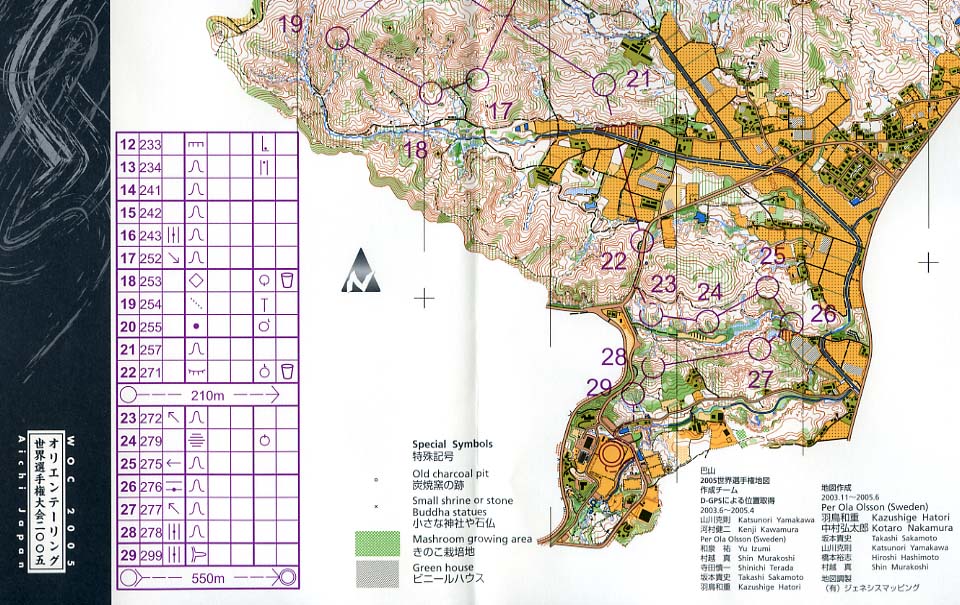 19
21
17
18
22
23
24
25
26
28
27
29
12 233
13 234
14 241
15 242
16 243
17 252
18 253
19 254
20 255
21 257
22 271
210m
23 272
24 279
25 275
26 276
27 277
28 278
29 299
550m
N
WOC 2005
オリエンテーリング
世界選手権大会二〇〇五
Aichi Japan
Special Symbols
特殊記号
Old charcoal pit
炭焼窯の跡
Small shrine or stone
Buddha statues
小さな神社や石仏
Mashroom growing area
きのこ栽培地
Green house
ビニールハウス
巴山
2005世界選手権地図
作成チーム
D-GPSによる位置取得
2003.6〜2005.4
山川克則 Katsunori Yamakawa
河村健二 Kenji Kawamura
Per Ola Olsson (Sweden)
和泉 祐 Yu Izumi
村越 真 Shin Murakoshi
寺田慎一 Shinichi Terada
坂本貴史 Takashi Sakamoto
羽鳥和重 Kazushige Hatori
地図作成
2003.11〜2005.6
Per Ola Olsson (Sweden)
羽鳥和重 Kazushige Hatori
中村弘太郎 Kotaro Nakamura
坂本貴史 Takashi Sakamoto
山川克則 Katsunori Yamakawa
橋本裕志 Hiroshi Hashimoto
村越 真 Shin Murakoshi
地図調製
（有）ジェネシスマッピング